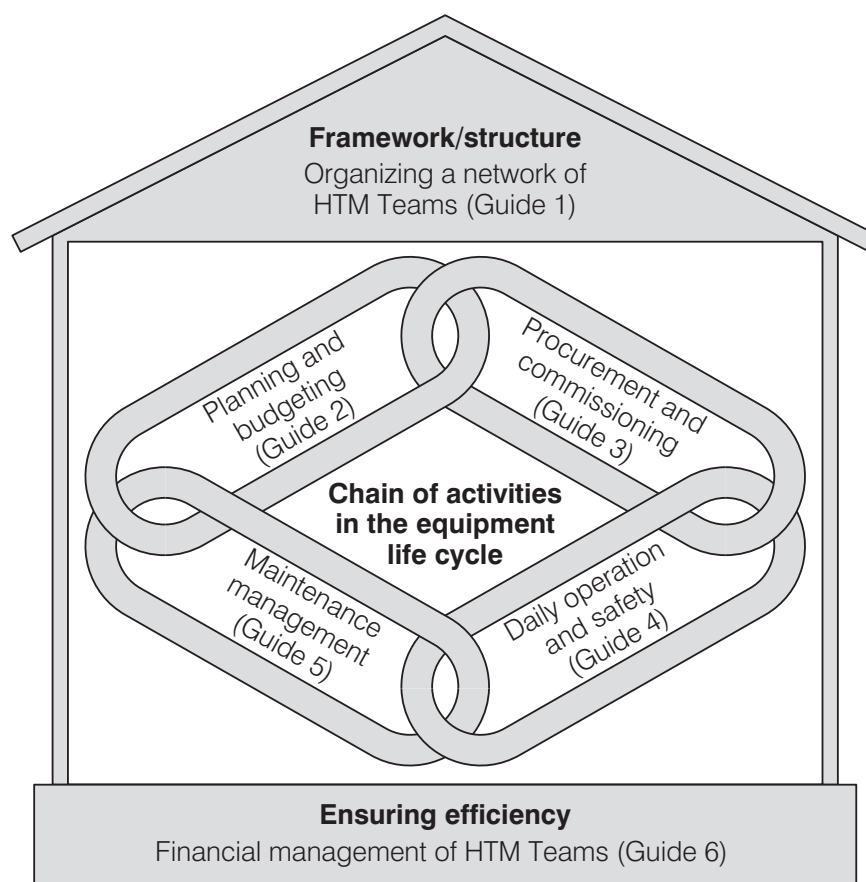 Framework/structure
Organizing a network of
HTM Teams (Guide 1)
Planning and
budgeting
(Guide 2)
Procurement and
commissioning
(Guide 3)
Chain of activities
in the equipment
life cycle
Maintenance
management
(Guide 5)
Daily operation
and safety
(Guide 4)
Ensuring efficiency
Financial management of HTM Teams (Guide 6)